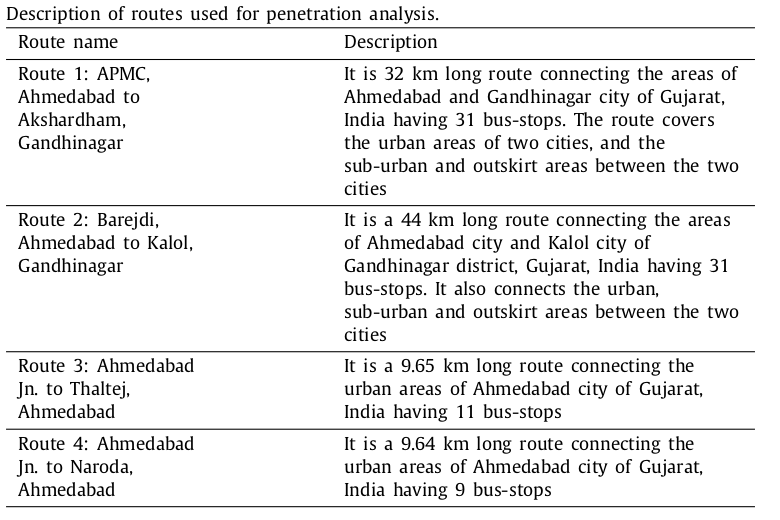 Description of routes used for penetration analysis.
Route name Description
Route 1: APMC,
Ahmedabad to
Akshardham,
Gandhinagar
It is 32 km long route connecting the areas of
Ahmedabad and Gandhinagar city of Gujarat,
India having 31 bus-stops. The route covers
the urban areas of two cities, and the
sub-urban and outskirt areas between the two
cities
Route 2: Barejdi,
Ahmedabad to Kalol,
Gandhinagar
It is a 44 km long route connecting the areas
of Ahmedabad city and Kalol city of
Gandhinagar district, Gujarat, India having 31
bus-stops. It also connects the urban,
sub-urban and outskirt areas between the two
cities
Route 3: Ahmedabad
Jn. to Thaltej,
Ahmedabad
It is a 9.65 km long route connecting the
urban areas of Ahmedabad city of Gujarat,
India having 11 bus-stops
Route 4: Ahmedabad
Jn. to Naroda,
Ahmedabad
It is a 9.64 km long route connecting the
urban areas of Ahmedabad city of Gujarat,
India having 9 bus-stops